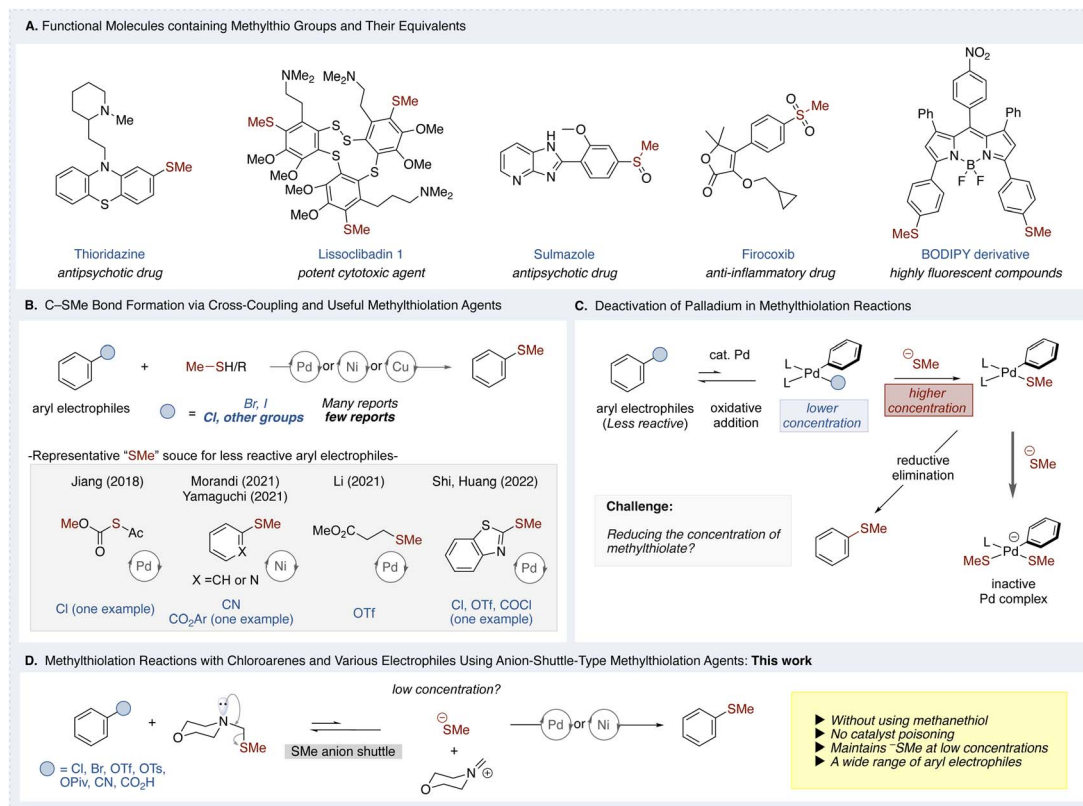 A. Functional Molecules containing Methylthio Groups and Their Equivalents
N Me
N SMe
S
Thioridazine
antipsychotic drug
NMe2 Me2N
MeS SMe
S S OMe
MeO S OMe
MeO S
MeO NMe2
MeO
SMe
Lissoclibadin 1
potent cytotoxic agent
H O
N Me
N N S
O
Sulmazole
antipsychotic drug
O
S Me
O
O
O O
Firocoxib
anti-inflammatory drug
NO2
Ph Ph
N N
B
F F
MeS SMe
BODIPY derivative
highly fluorescent compounds
B. C–SMe Bond Formation via Cross-Coupling and Useful Methylthiolation Agents
+ Me SH/R Pd or Ni or Cu SMe
aryl electrophiles
= Br, I Many reports
Cl, other groups few reports
-Representative “SMe” souce for less reactive aryl electrophiles-
Jiang (2018)
MeO S Ac
O
Pd
Cl (one example)
Morandi (2021)
Yamaguchi (2021)
SMe
X
Ni
X =CH or N
CN
CO2Ar (one example)
Li (2021)
MeO2C SMe
Pd
OTf
Shi, Huang (2022)
S SMe
N
Pd
Cl, OTf, COCl
(one example)
C. Deactivation of Palladium in Methylthiolation Reactions
aryl electrophiles
(Less reactive)
cat. Pd
oxidative
addition
L
Pd
L
lower
concentration
⊖
SMe
higher
concentration
L
Pd
L SMe
reductive
elimination
⊖
SMe
Challenge:
Reducing the concentration of
methylthiolate?
SMe
L ⊖
Pd
MeS SMe
inactive
Pd complex
D. Methylthiolation Reactions with Chloroarenes and Various Electrophiles Using Anion-Shuttle-Type Methylthiolation Agents: This work
low concentration?
+ N
O SMe
SMe anion shuttle
⊖
SMe
+
N
O ⊕
Pd or Ni
SMe
= Cl, Br, OTf, OTs,
OPiv, CN, CO2H
▶ Without using methanethiol
▶ No catalyst poisoning
▶ Maintains ⁻SMe at low concentrations
▶ A wide range of aryl electrophiles